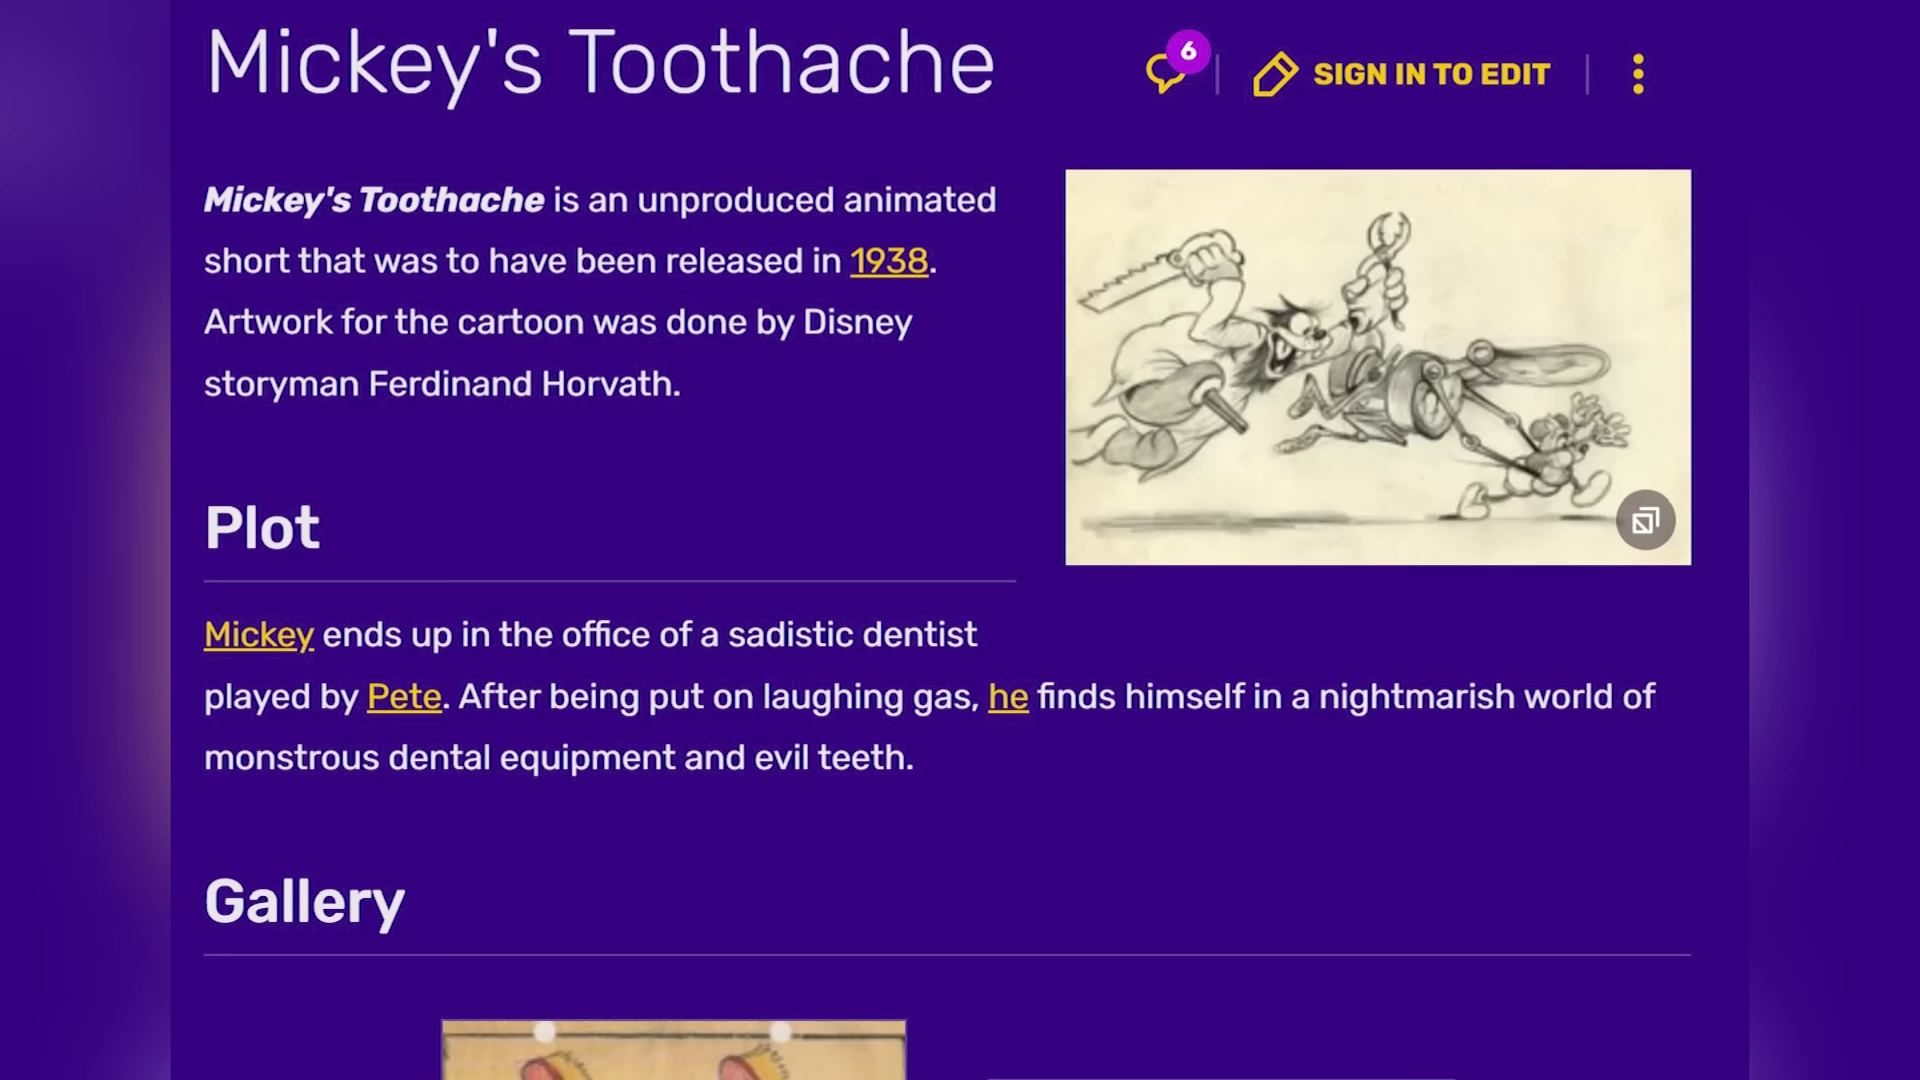 Mickey's Toothache
6
SIGN IN TO EDIT
Mickey's Toothache is an unproduced animated
short that was to have been released in 1938.
Artwork for the cartoon was done by Disney
storyman Ferdinand Horvath.
Plot
Mickey ends up in the office of a sadistic dentist
played by Pete. After being put on laughing gas, he finds himself in a nightmarish world of
monstrous dental equipment and evil teeth.
Gallery